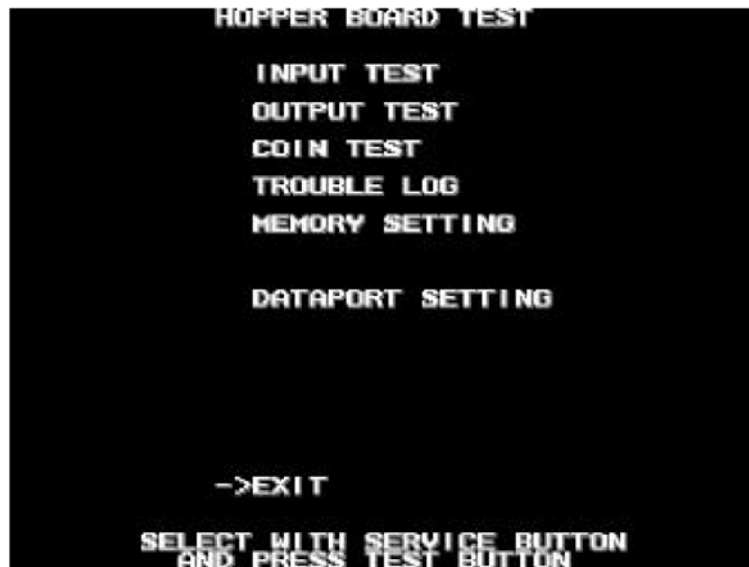 HOPPER BOARD TEST
INPUT TEST
OUTPUT TEST
COIN TEST
TROUBLE LOG
MEMORY SETTING
DATAPORT SETTING
->EXIT
SELECT WITH SERVICE BUTTON
AND PRESS TEST BUTTON